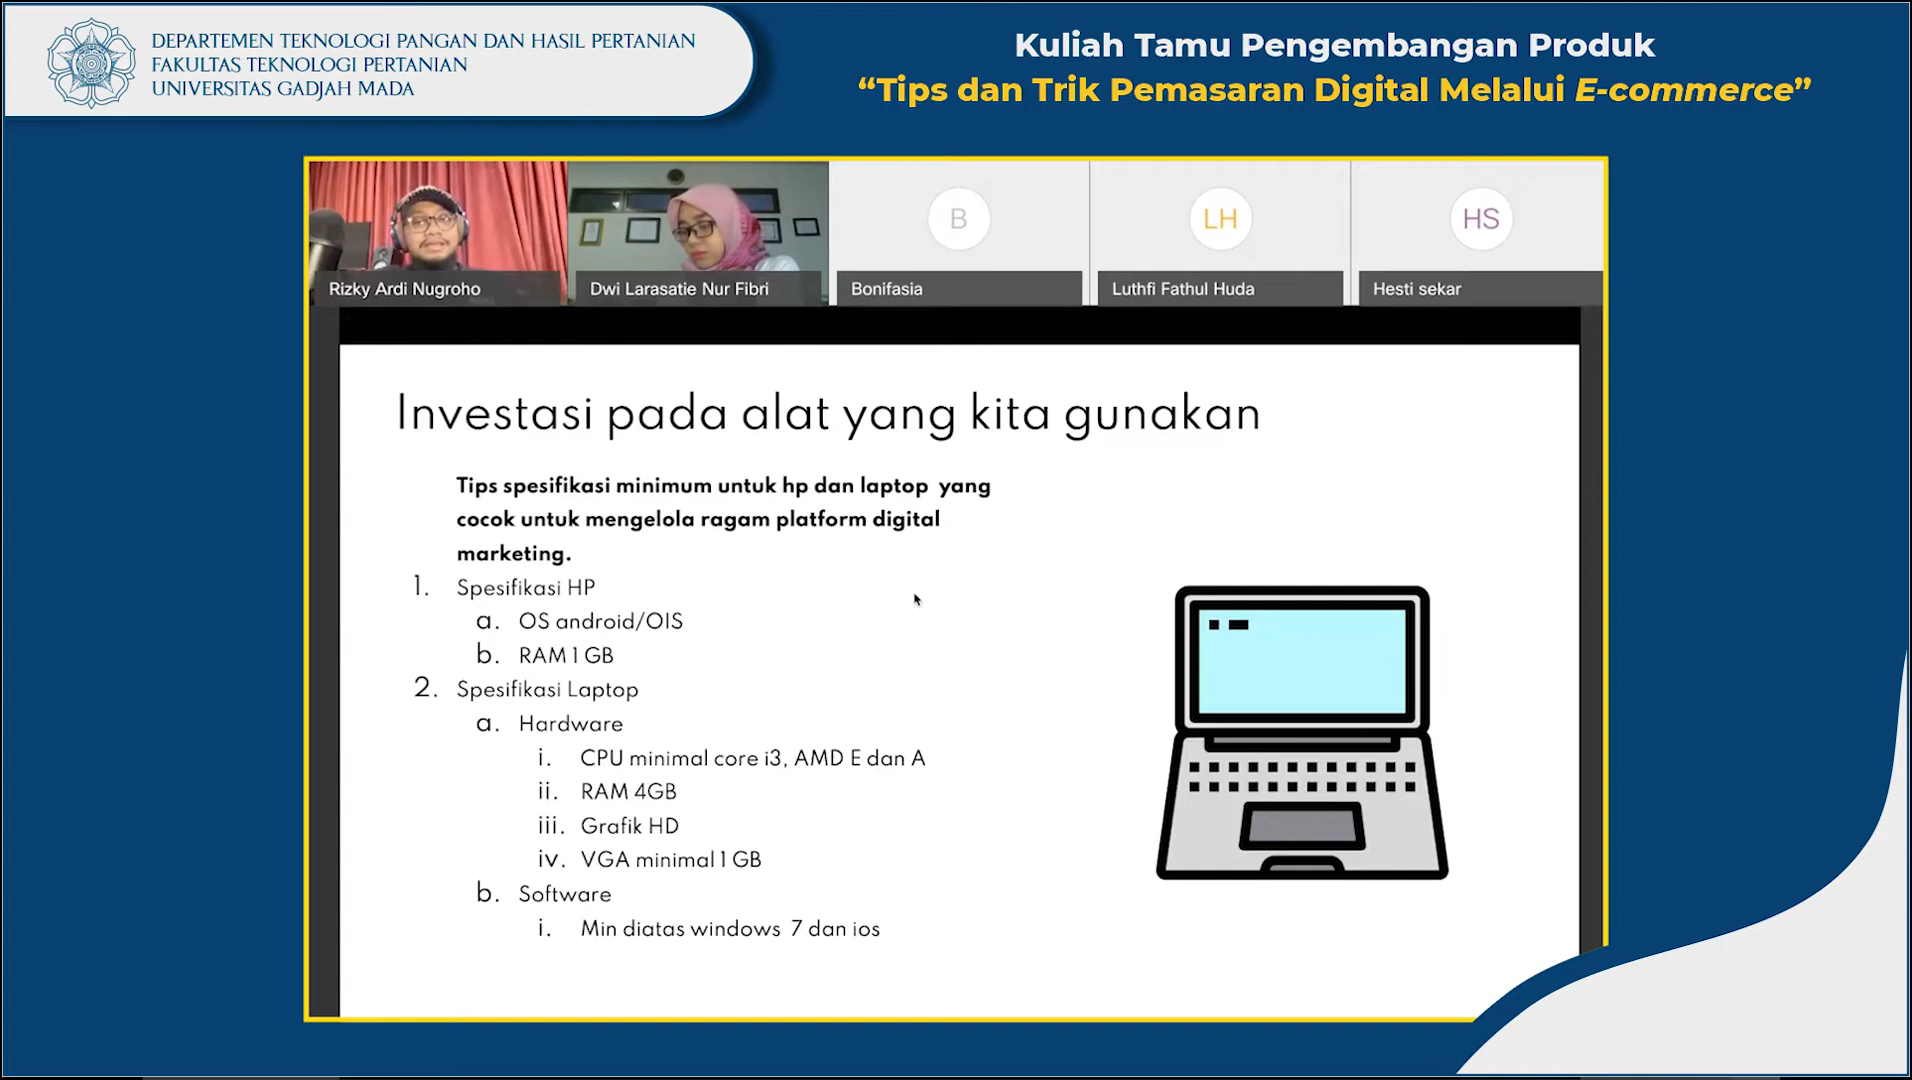 DEPARTEMEN TEKNOLOGI PANGAN DAN HASIL PERTANIAN
FAKULTAS TEKNOLOGI PERTANIAN
UNIVERSITAS GADJAH MADA
Kuliah Tamu Pengembangan Produk
“Tips dan Trik Pemasaran Digital Melalui E-commerce”
B
LH
HS
Rizky Ardi Nugroho
Dwi Larasatie Nur Fibri
Bonifasia
Luthfi Fathul Huda
Hesti sekar
Investasi pada alat yang kita gunakan
Tips spesifikasi minimum untuk hp dan laptop yang
cocok untuk mengelola ragam platform digital
marketing.
1. Spesifikasi HP
a. OS android/OIS
b. RAM 1 GB
2. Spesifikasi Laptop
a. Hardware
i. CPU minimal core i3, AMD E dan A
ii. RAM 4GB
iii. Grafik HD
iv. VGA minimal 1 GB
b. Software
i. Min diatas windows 7 dan ios